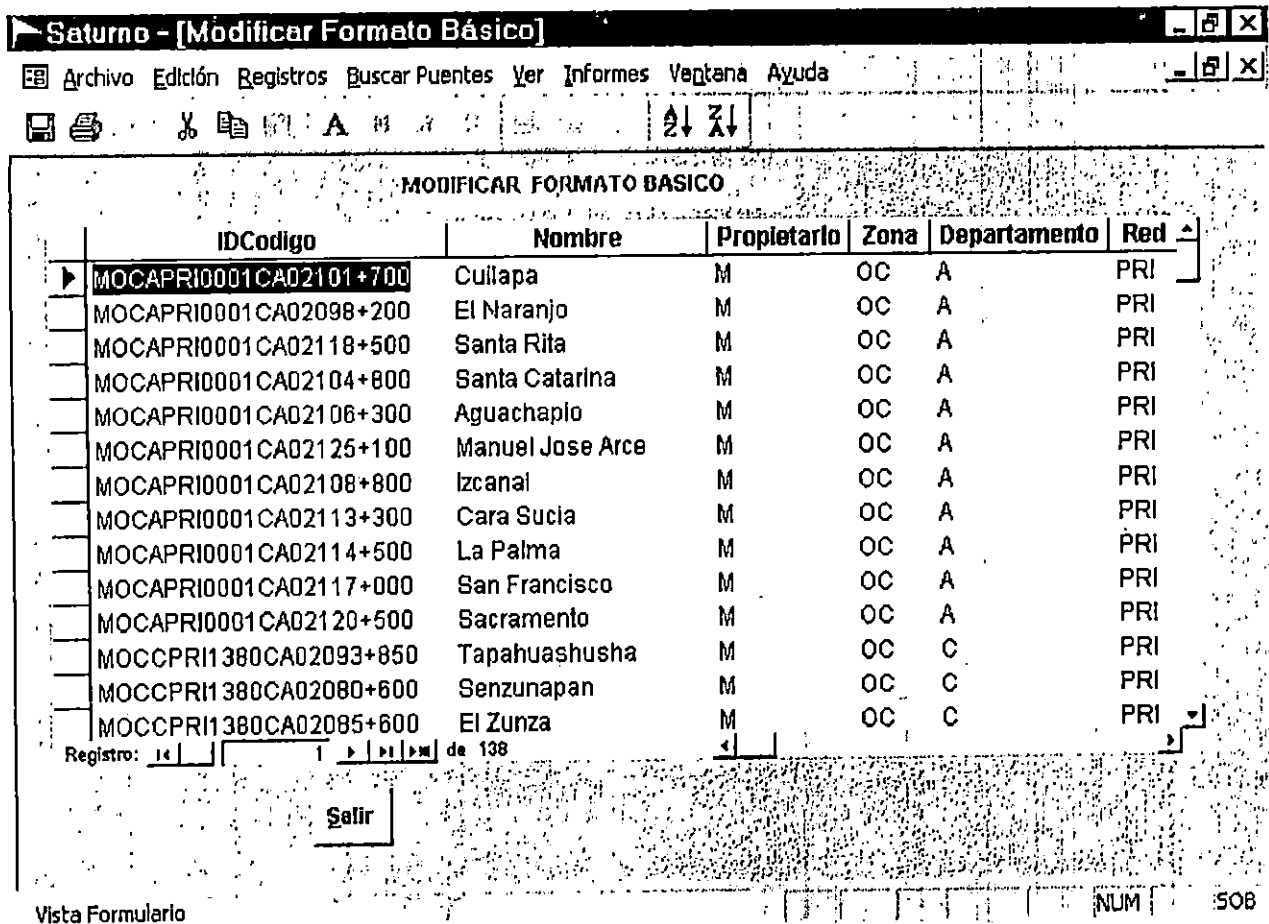 Saturno - [Modificar Formato Básico]
Archivo Edición Registros Buscar Puentes Ver Informes Ventana Ayuda
MODIFICAR FORMATO BASICO
IDCodigo Nombre Propietario Zona Departamento Red
MOCAPRI0001CA02101+700 Cuilapa M OC A PRI
MOCAPRI0001CA02098+200 El Naranjo M OC A PRI
MOCAPRI0001CA02118+500 Santa Rita M OC A PRI
MOCAPRI0001CA02104+800 Santa Catarina M OC A PRI
MOCAPRI0001CA02106+300 Aguachapio M OC A PRI
MOCAPRI0001CA02125+100 Manuel Jose Arce M OC A PRI
MOCAPRI0001CA02108+800 Izcanal M OC A PRI
MOCAPRI0001CA02113+300 Cara Sucia M OC A PRI
MOCAPRI0001CA02114+500 La Palma M OC A PRI
MOCAPRI0001CA02117+000 San Francisco M OC A PRI
MOCAPRI0001CA02120+500 Sacramento M OC A PRI
MOCCPRI1380CA02093+850 Tapahuashusha M OC C PRI
MOCCPRI1380CA02080+600 Senzunapan M OC C PRI
MOCCPRI1380CA02085+600 El Zunza M OC C PRI
Registro: 1 de 138
Salir
Vista Formulario NUM SOB